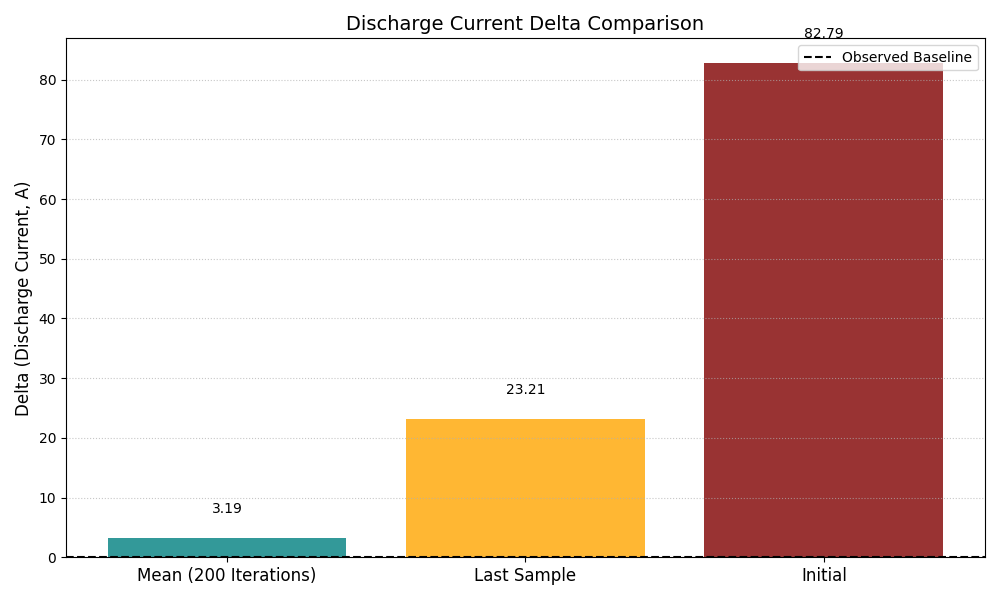 Discharge Current Delta Comparison
82.79
Observed Baseline
80
70
60
50
40
30
20
10
0
Delta (Discharge Current, A)
23.21
3.19
Mean (200 Iterations)
Last Sample
Initial